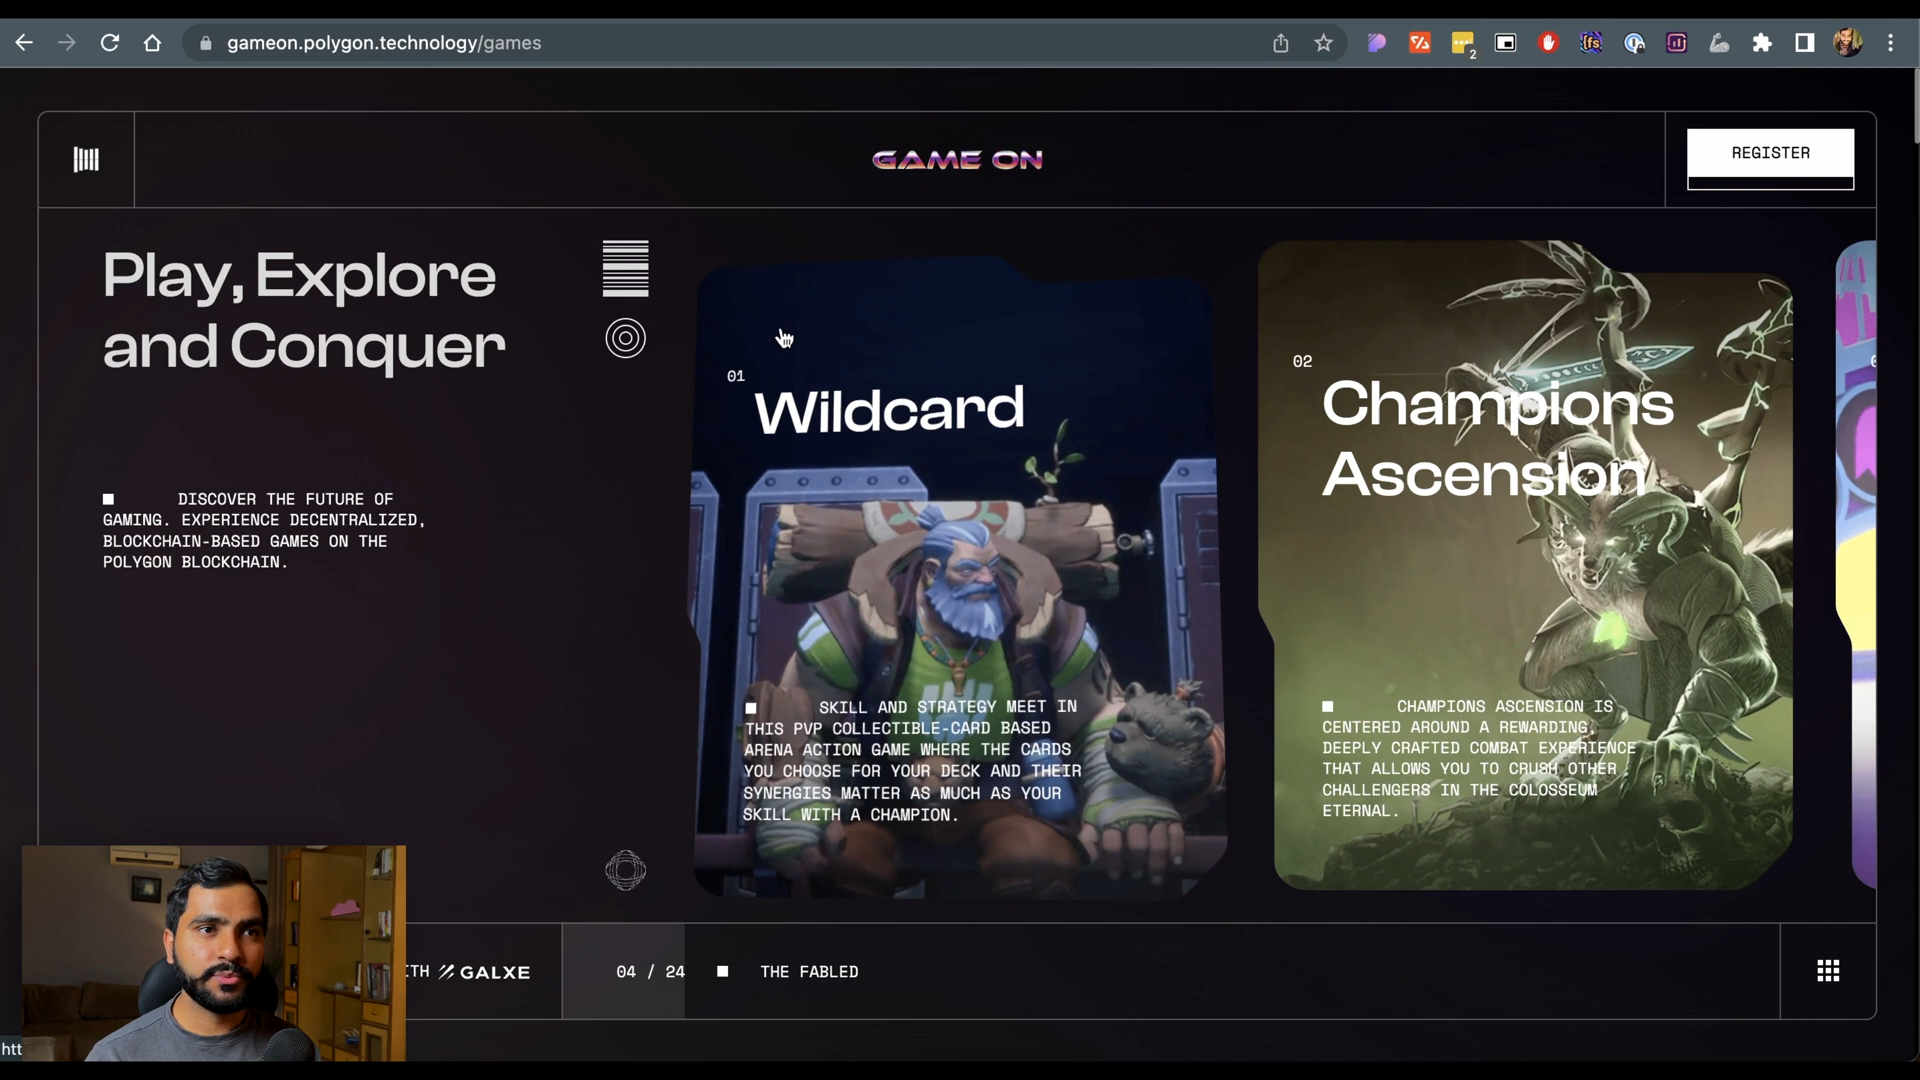 gameon.polygon.technology/games
2
GAME ON
REGISTER
Play, Explore
and Conquer
DISCOVER THE FUTURE OF
GAMING. EXPERIENCE DECENTRALIZED,
BLOCKCHAIN-BASED GAMES ON THE
POLYGON BLOCKCHAIN.
01
Wildcard
SKILL AND STRATEGY MEET IN
THIS PVP COLLECTIBLE-CARD BASED
ARENA ACTION GAME WHERE THE CARDS
YOU CHOOSE FOR YOUR DECK AND THEIR
SYNERGIES MATTER AS MUCH AS YOUR
SKILL WITH A CHAMPION.
02
Champions
Ascension
CHAMPIONS ASCENSION IS
CENTERED AROUND A REWARDING,
DEEPLY CRAFTED COMBAT EXPERIENCE
THAT ALLOWS YOU TO CRUSH OTHER
CHALLENGERS IN THE COLOSSEUM
ETERNAL.
ITH GALXE
04 / 24
THE FABLED
htt